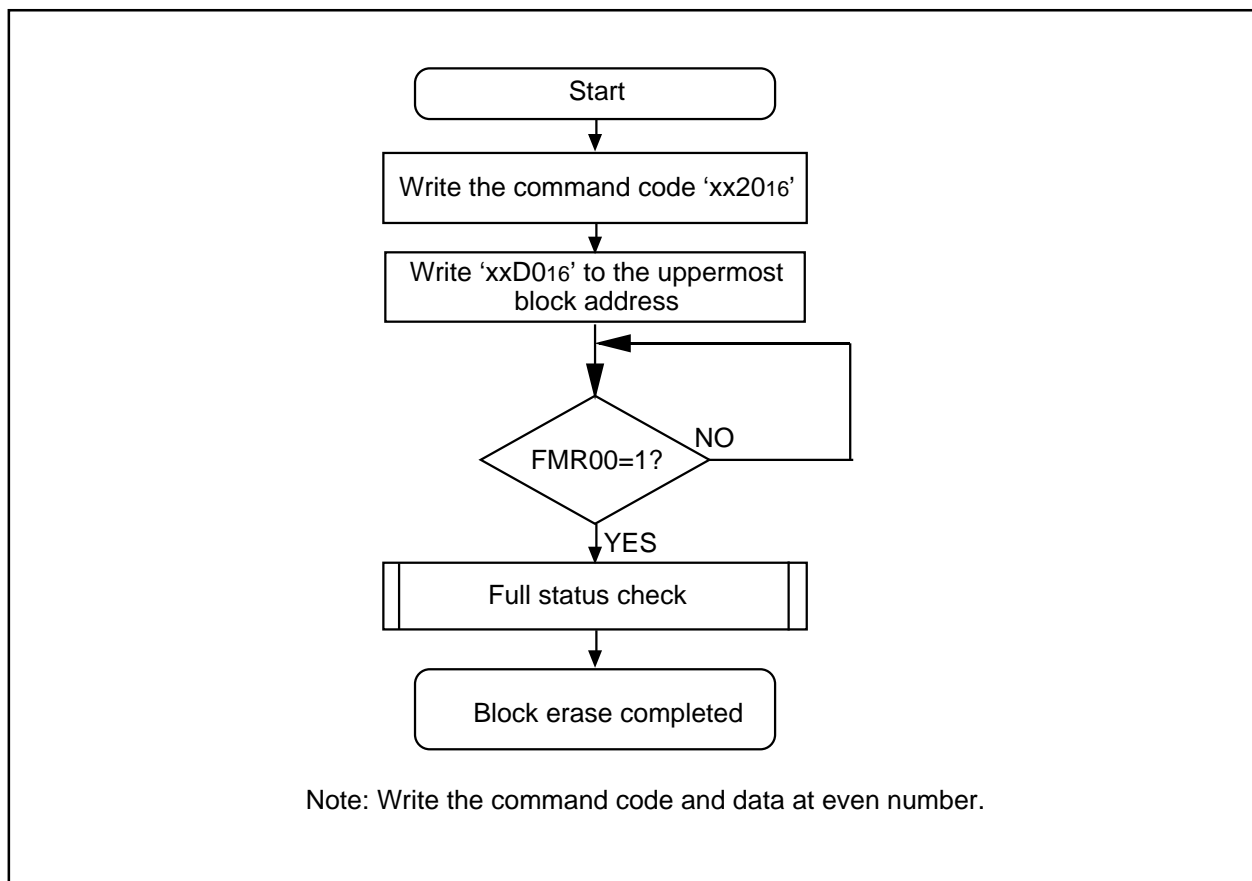 Start
Write the command code ‘xx2016’
Write ‘xxD016’ to the uppermost
block address
FMR00=1?
NO
YES
Full status check
Block erase completed
Note: Write the command code and data at even number.